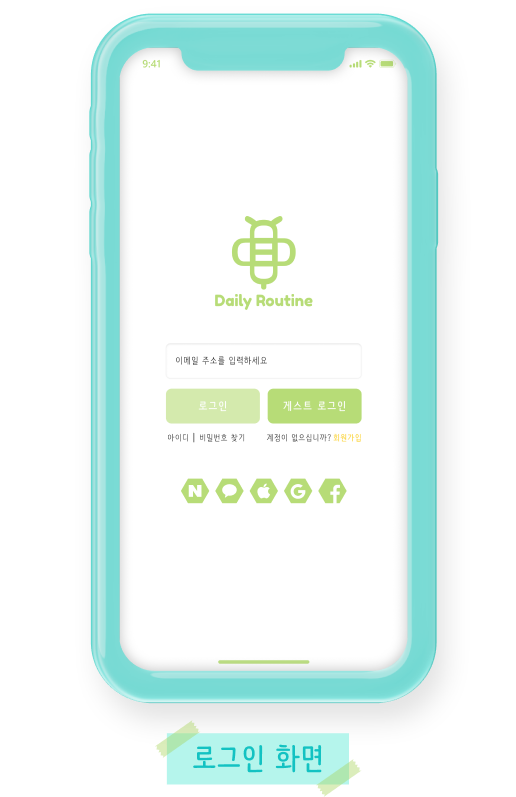 9:41
Daily Routine
이메일 주소를 입력하세요
로그인 게스트 로그인
아이디 | 비밀번호 찾기 계정이 없으십니까? 회원가입
N G f
로그인 화면